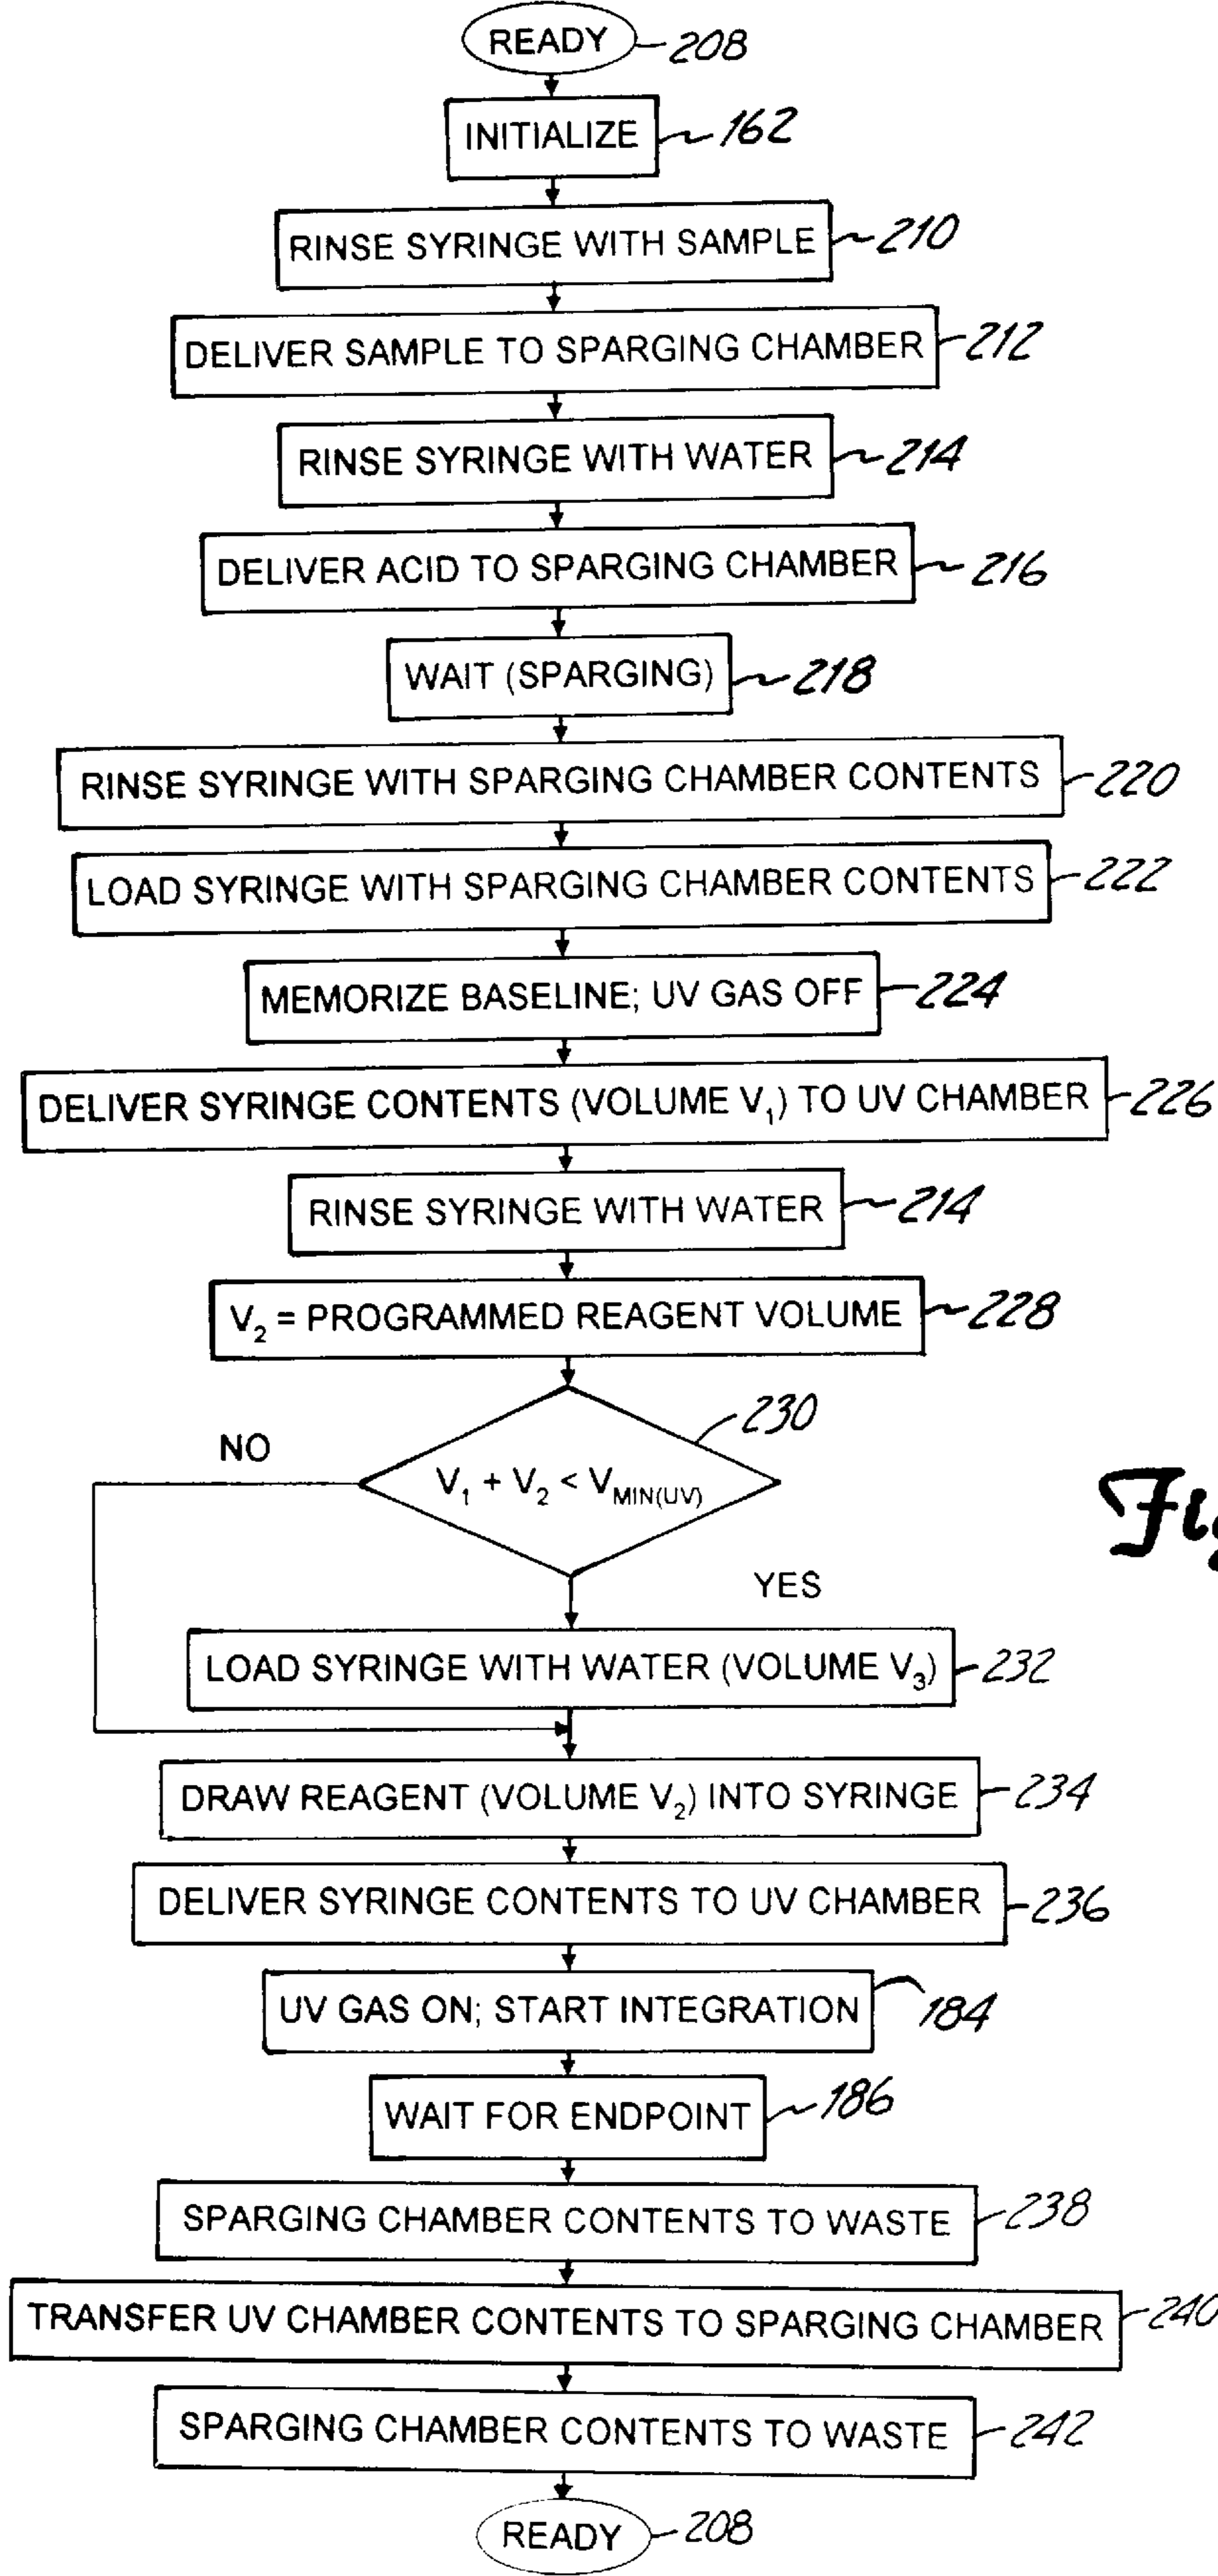 READY 208
INITIALIZE 162
RINSE SYRINGE WITH SAMPLE 210
DELIVER SAMPLE TO SPARGING CHAMBER 212
RINSE SYRINGE WITH WATER 214
DELIVER ACID TO SPARGING CHAMBER 216
WAIT (SPARGING) 218
RINSE SYRINGE WITH SPARGING CHAMBER CONTENTS 220
LOAD SYRINGE WITH SPARGING CHAMBER CONTENTS 222
MEMORIZE BASELINE; UV GAS OFF 224
DELIVER SYRINGE CONTENTS (VOLUME V₁) TO UV CHAMBER 226
RINSE SYRINGE WITH WATER 214
V₂ = PROGRAMMED REAGENT VOLUME 228
230
NO
V₁ + V₂ < V_MIN(UV)
YES
LOAD SYRINGE WITH WATER (VOLUME V₃) 232
DRAW REAGENT (VOLUME V₂) INTO SYRINGE 234
DELIVER SYRINGE CONTENTS TO UV CHAMBER 236
UV GAS ON; START INTEGRATION 184
WAIT FOR ENDPOINT 186
SPARGING CHAMBER CONTENTS TO WASTE 238
TRANSFER UV CHAMBER CONTENTS TO SPARGING CHAMBER 240
SPARGING CHAMBER CONTENTS TO WASTE 242
READY 208